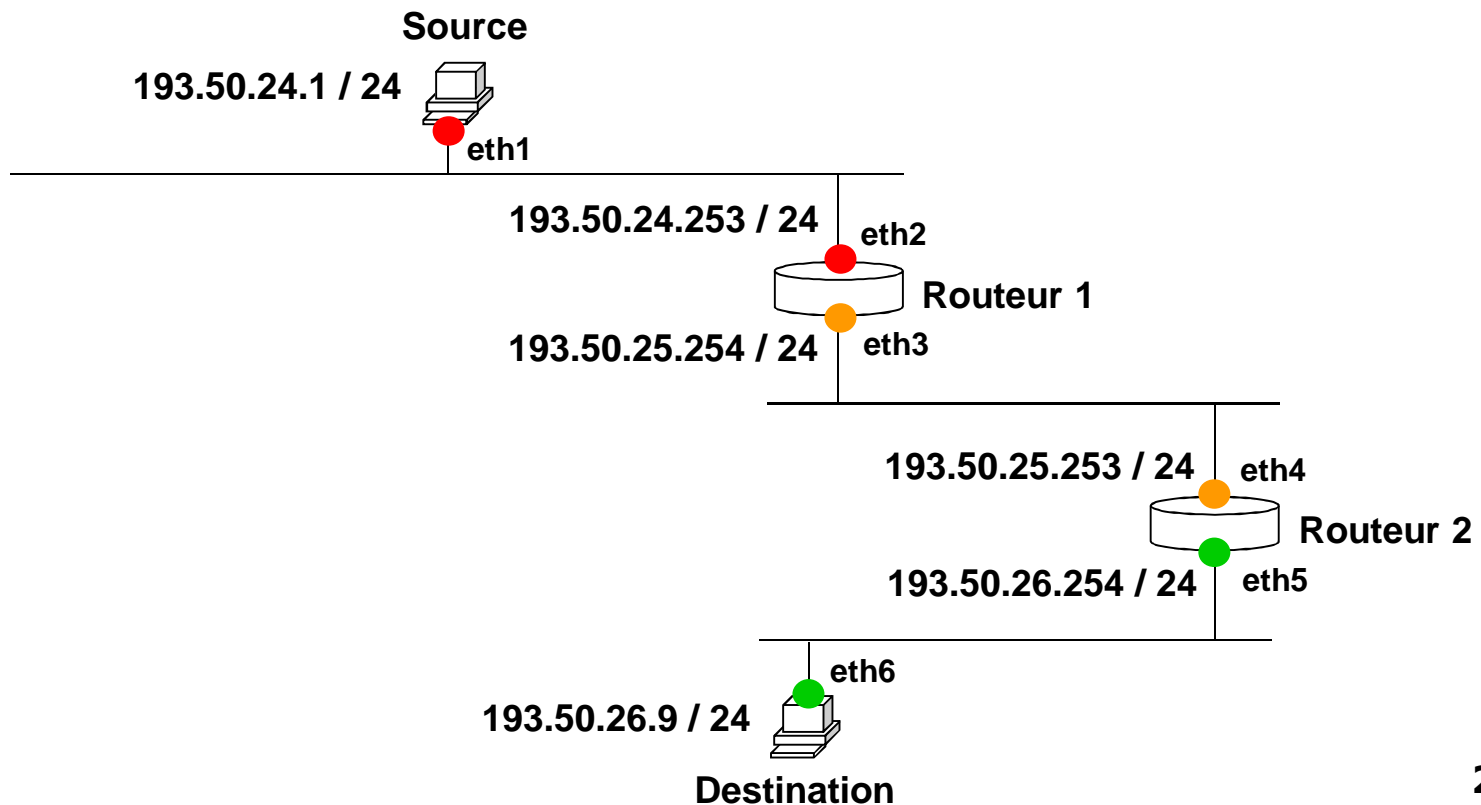 Source
193.50.24.1 / 24
eth1
193.50.24.253 / 24
eth2
Routeur 1
193.50.25.254 / 24
eth3
193.50.25.253 / 24
eth4
Routeur 2
193.50.26.254 / 24
eth5
eth6
193.50.26.9 / 24
Destination